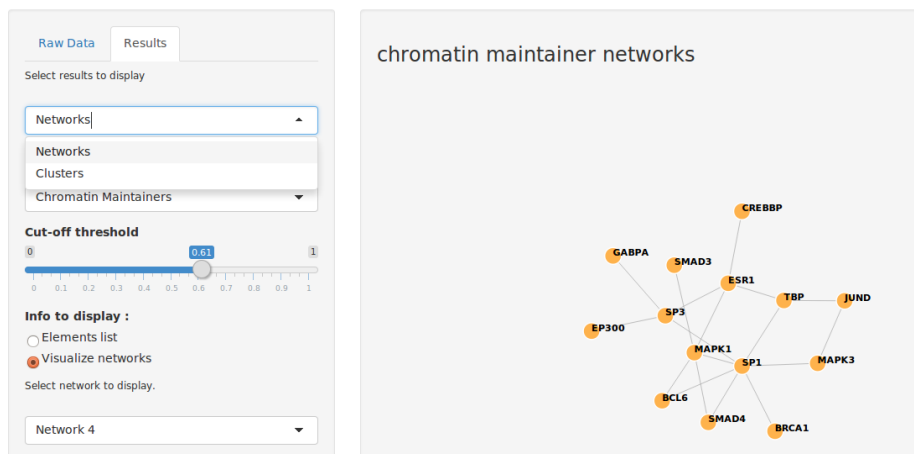 Raw Data
Results
Select results to display
Networks
Networks
Clusters
Chromatin Maintainers
Cut-off threshold
0 0.61 1
0 0.1 0.2 0.3 0.4 0.5 0.6 0.7 0.8 0.9 1
Info to display :
Elements list
Visualize networks
Select network to display.
Network 4
chromatin maintainer networks
CREBBP
GABPA
SMAD3
ESR1
TBP
JUND
SP3
EP300
MAPK1
SP1
MAPK3
BCL6
SMAD4
BRCA1